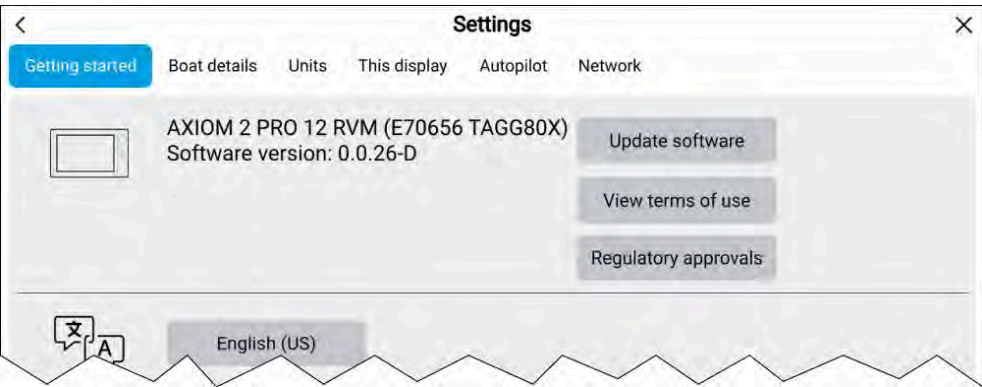 Settings
Getting started Boat details Units This display Autopilot Network
AXIOM 2 PRO 12 RVM (E70656 TAGG80X)
Software version: 0.0.26-D
Update software
View terms of use
Regulatory approvals
文 A
English (US)